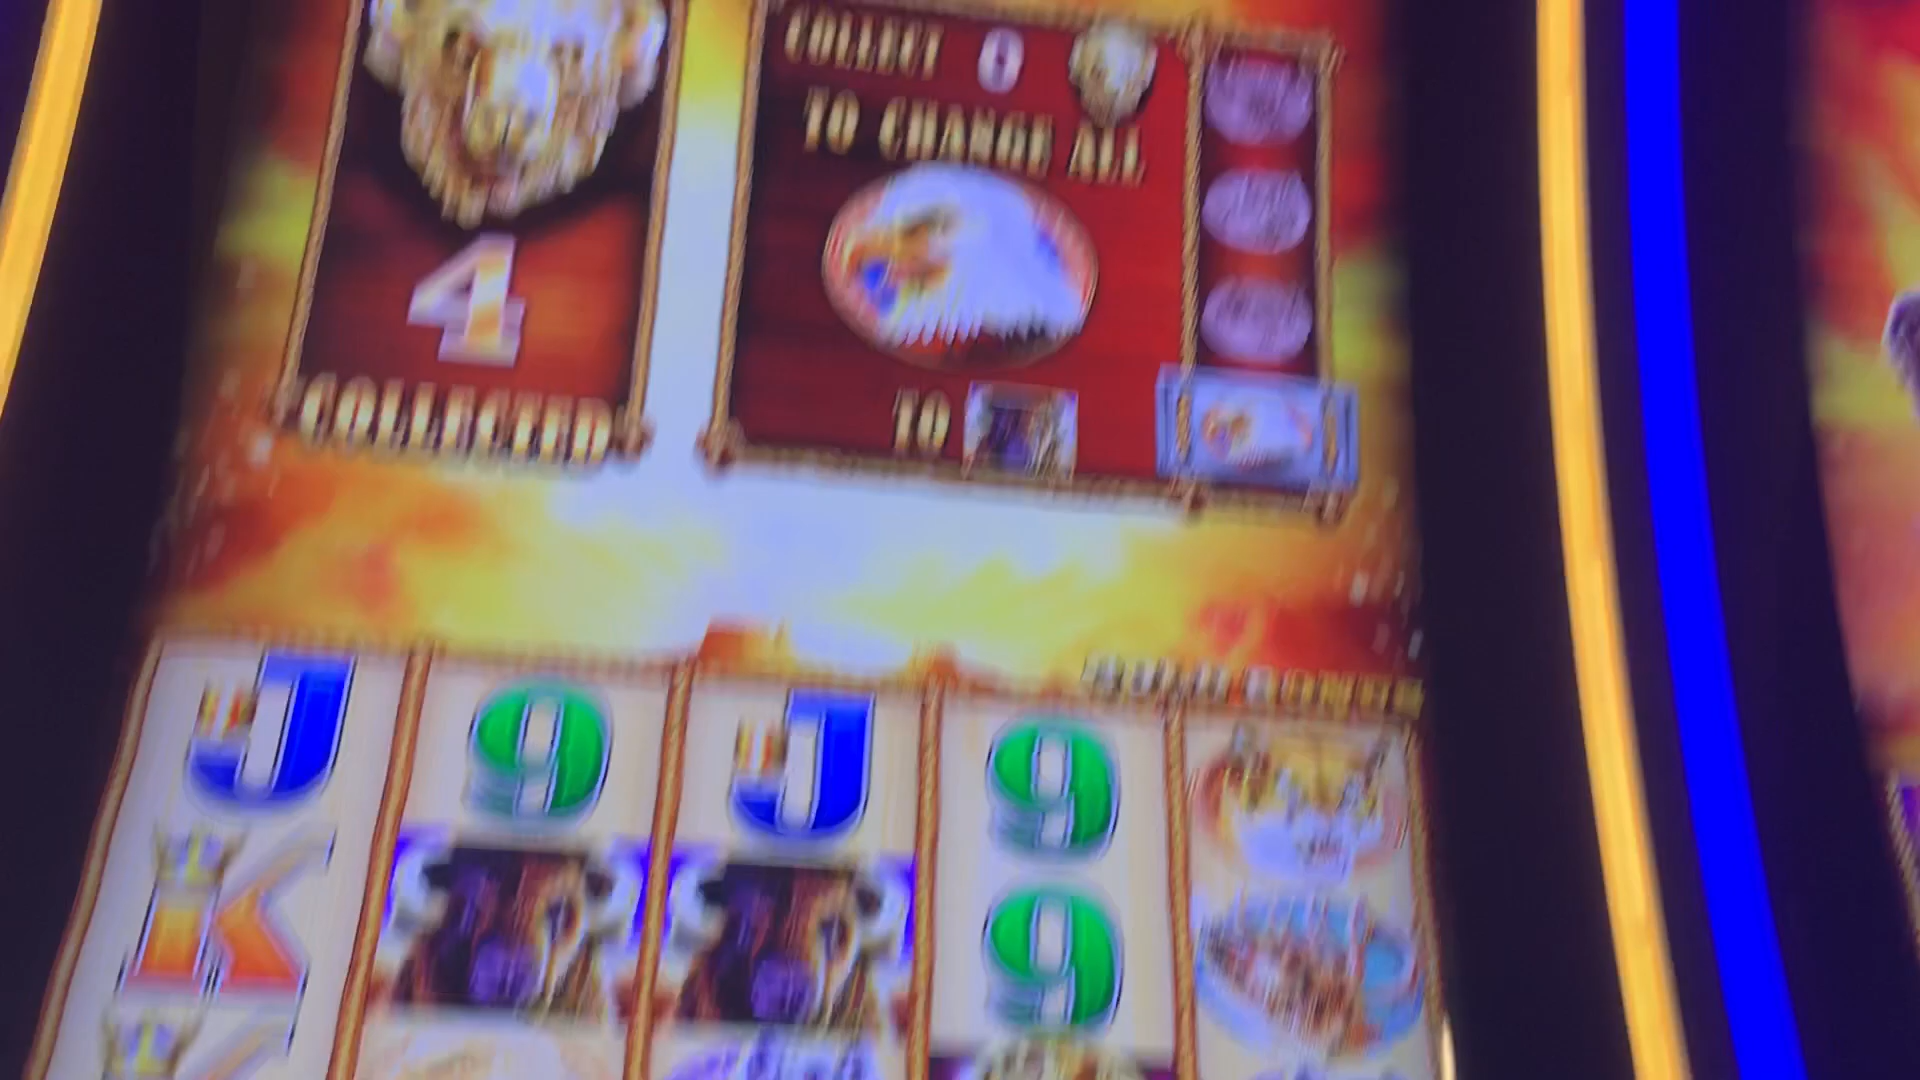 COLLECT 0
TO CHANGE ALL
TO
4
COLLECTED
J 9 J 9
K 9